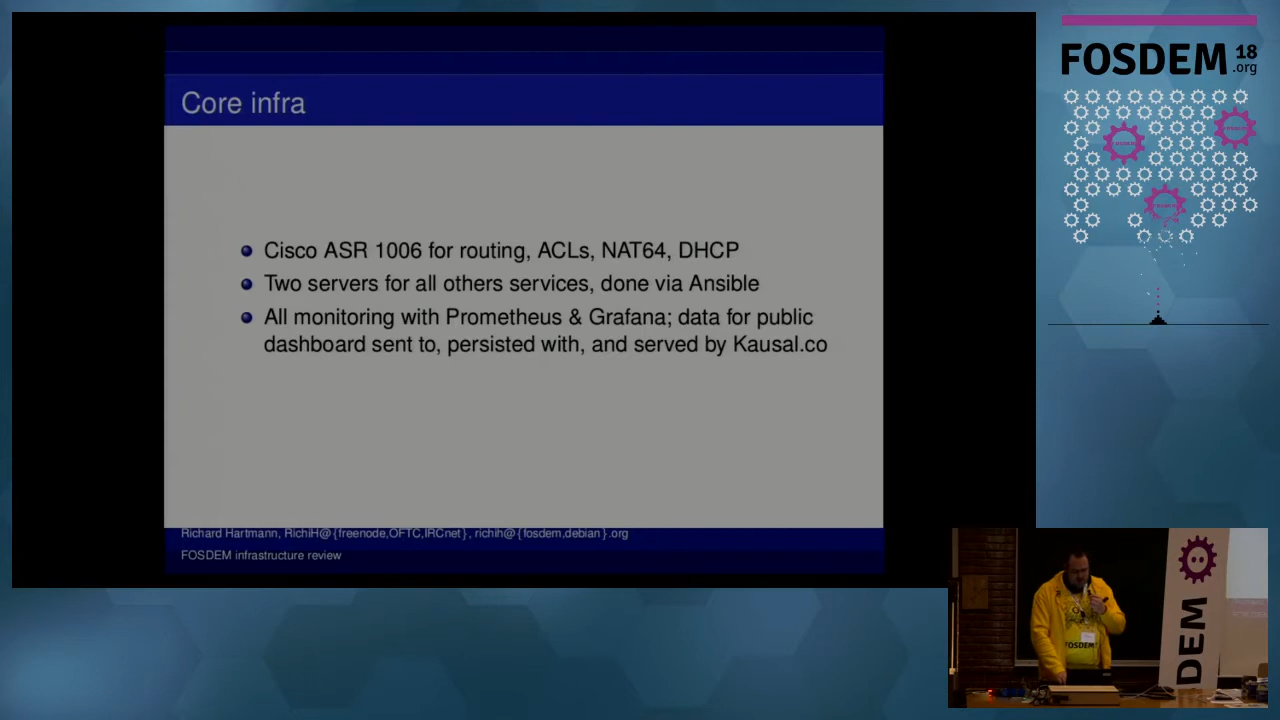 Core infra
Cisco ASR 1006 for routing, ACLs, NAT64, DHCP
Two servers for all others services, done via Ansible
All monitoring with Prometheus & Grafana; data for public
dashboard sent to, persisted with, and served by Kausal.co
Richard Hartmann, RichiH@{freenode,OFTC,IRCnet}, richih@{fosdem,debian}.org
FOSDEM infrastructure review
FOSDEM 18
.org
FOSDEM
DEM